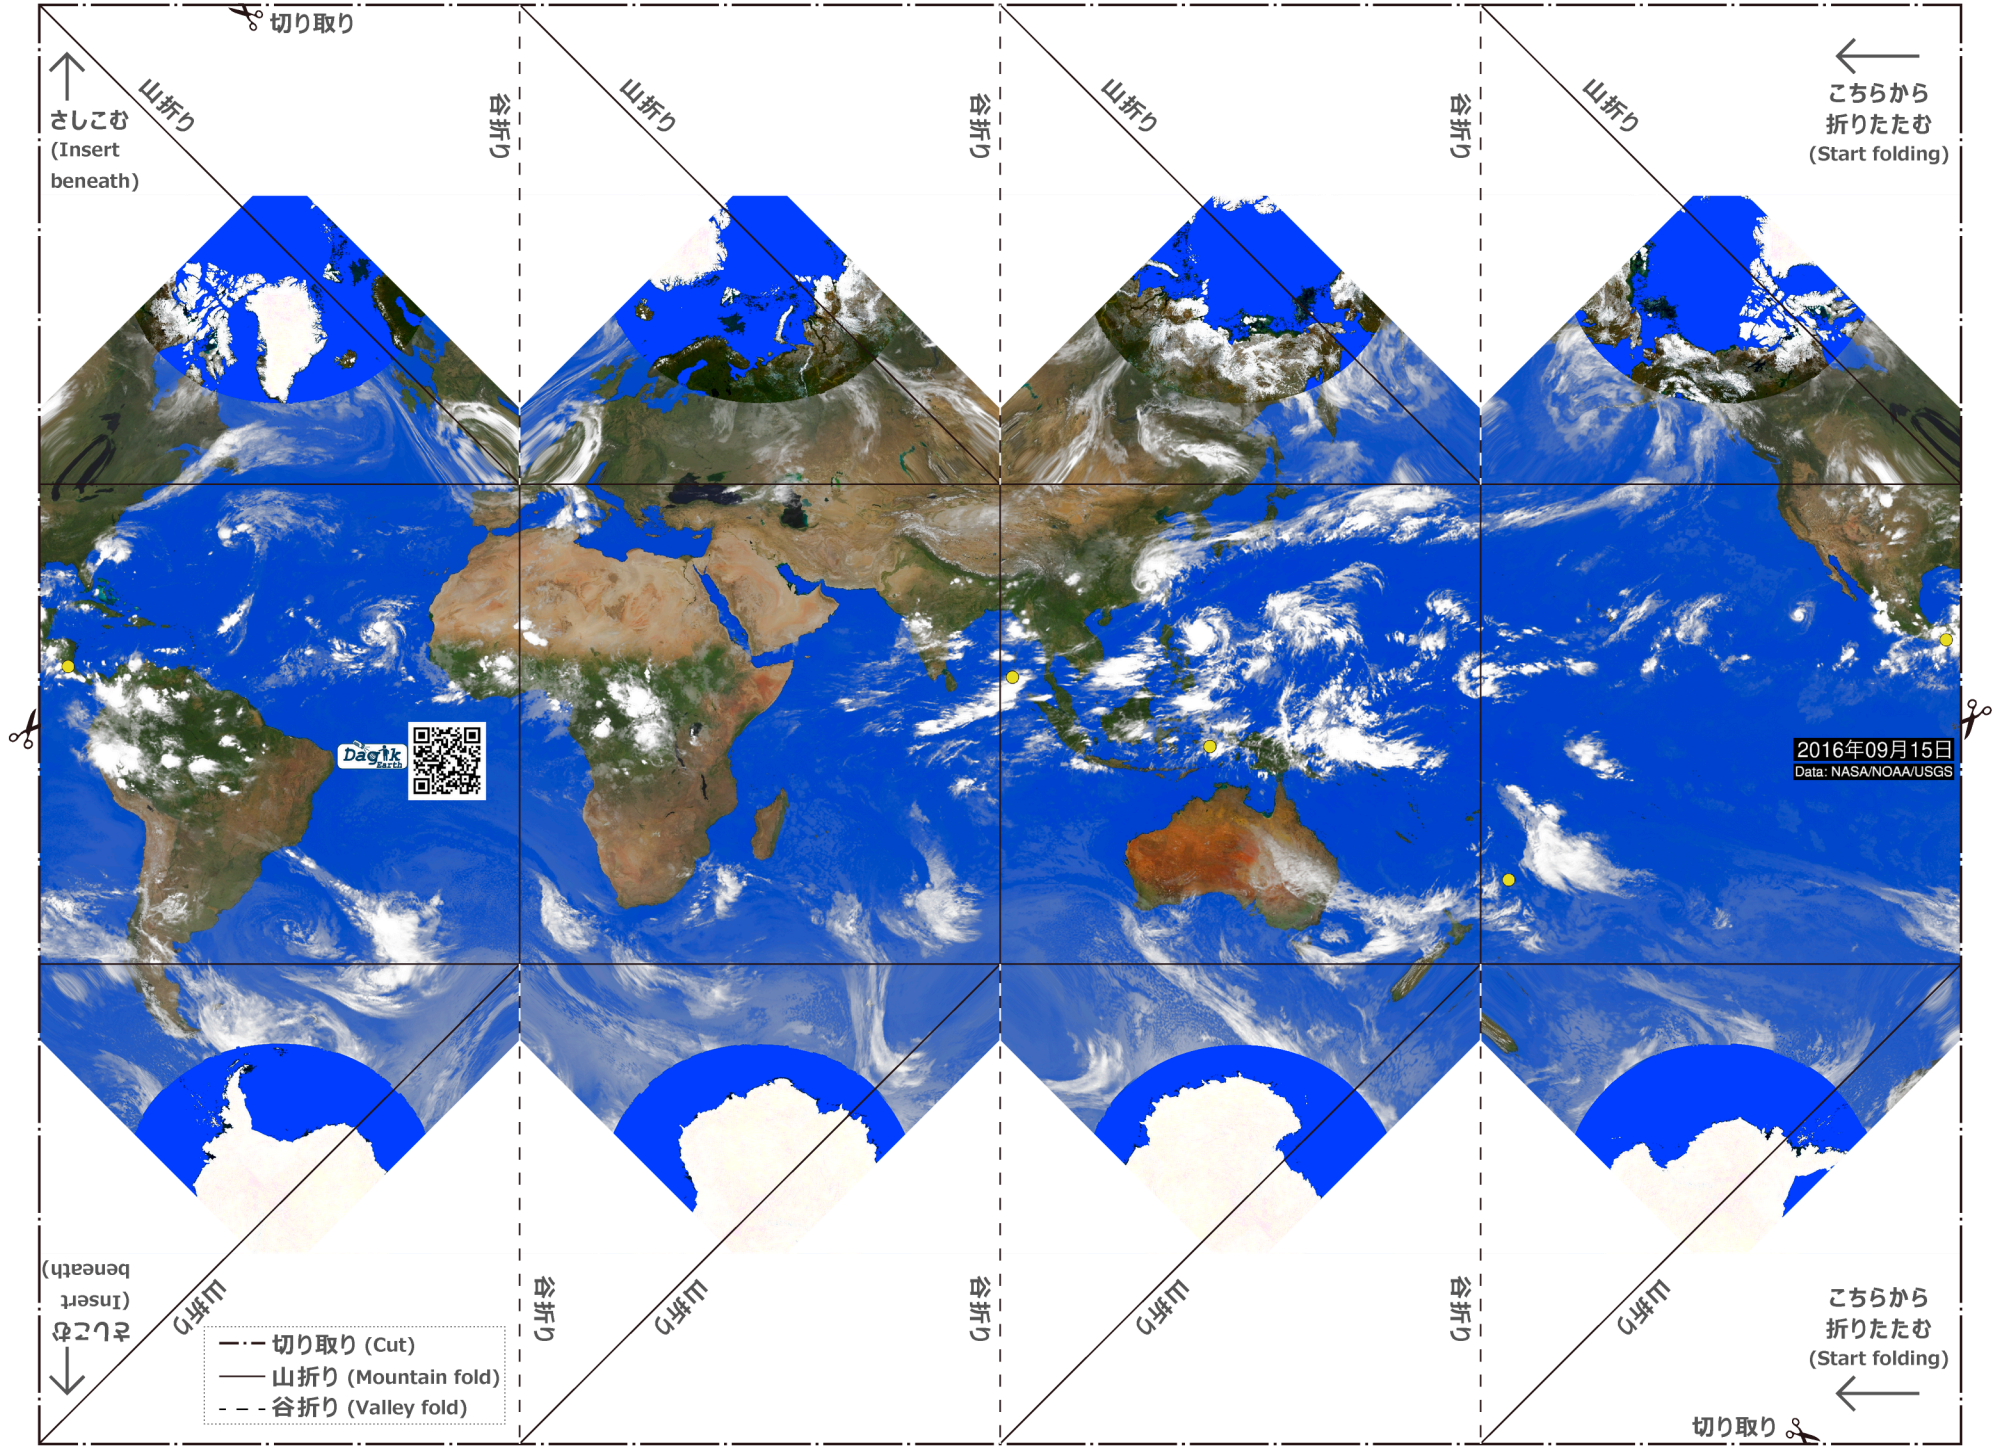 切り取り
さしこむ
(Insert
beneath)
山折り
谷折り
山折り
谷折り
山折り
谷折り
山折り
こちらから
折りたたむ
(Start folding)
Dagik
Earth
2016年09月15日
Data: NASA/NOAA/USGS
さしこむ
(Insert
beneath)
山折り
谷折り
山折り
谷折り
山折り
谷折り
山折り
こちらから
折りたたむ
(Start folding)
切り取り (Cut)
山折り (Mountain fold)
谷折り (Valley fold)
切り取り